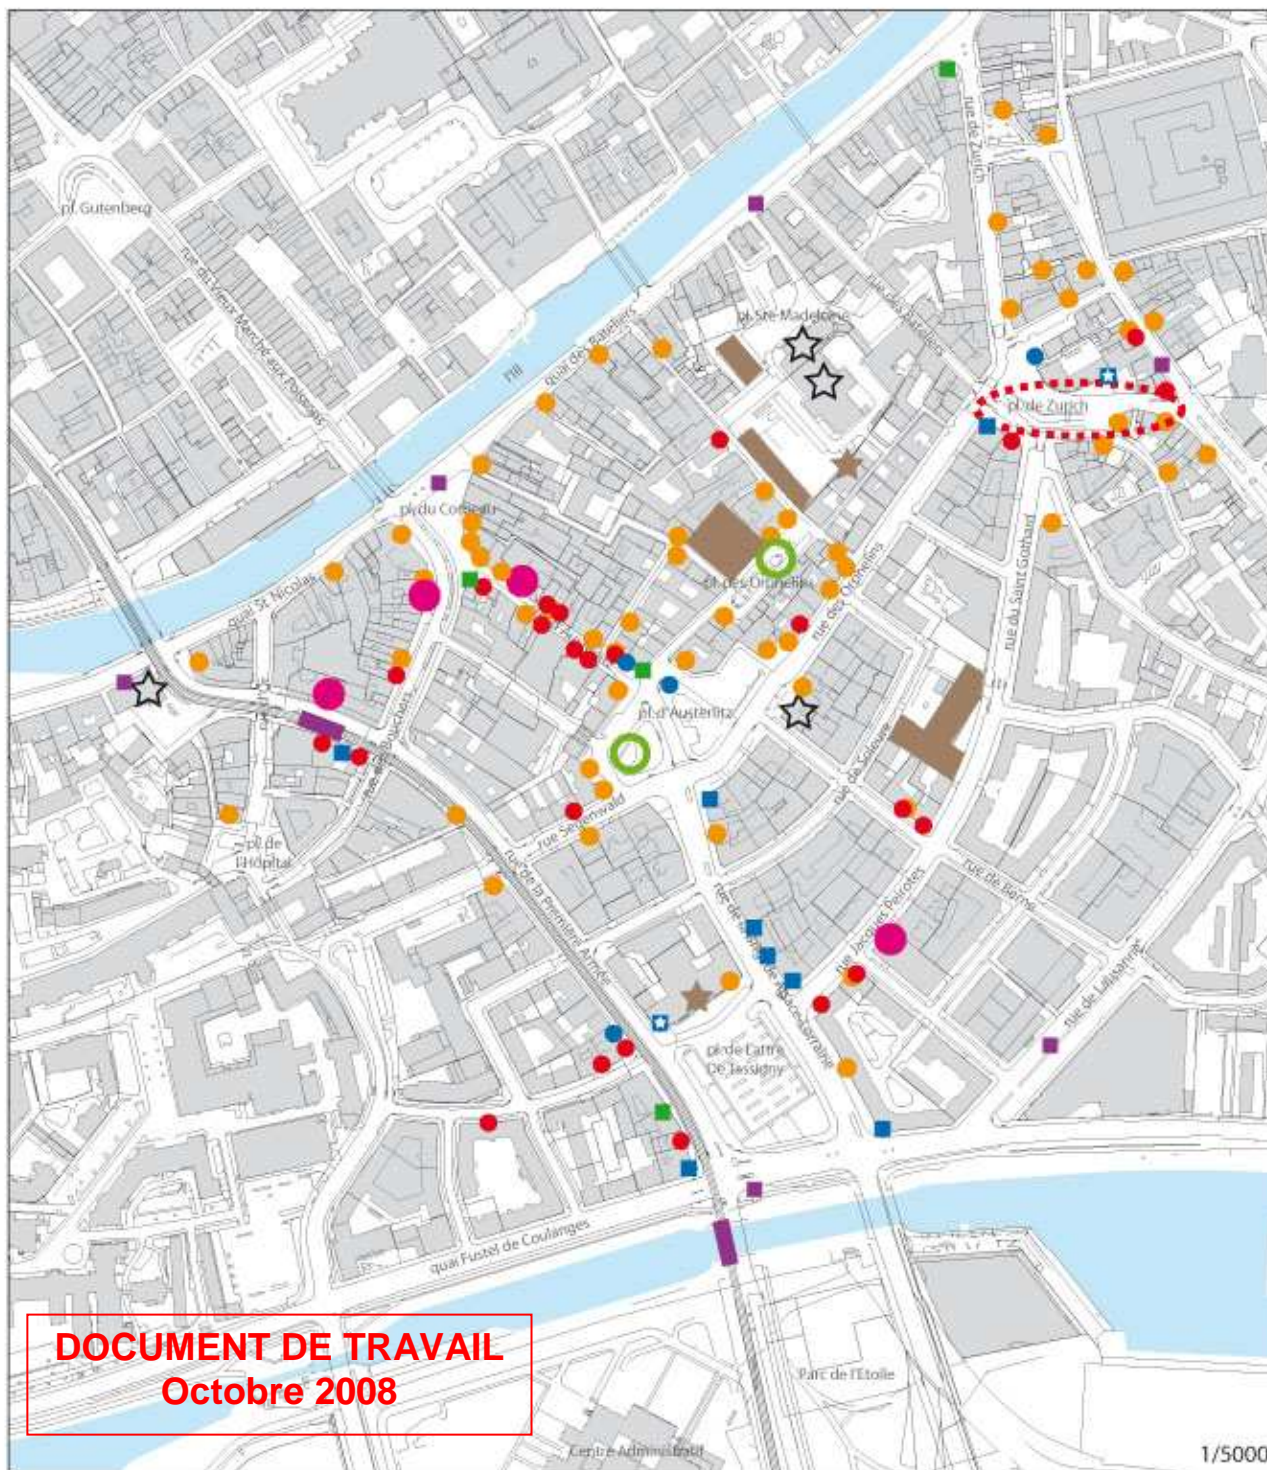 pl. Gutenberg
rue du Vieux Marché aux Poissons
rue de Zurich
quai des Bateliers
l'Ill
pl. Ste Madeleine
rue des Bateliers
pl. de Zurich
pl. du Corbeau
quai St Nicolas
pl. des Orphelins
rue des Orphelins
rue du Saint Gothard
pl. d'Austerlitz
rue de Soleure
rue Sengenwald
pl. de
l'Hôpital
rue de la Première Armée
rue Jacques Peirotes
rue de Berne
rue de Lausanne
pl. de Lattre
De Tassigny
quai Fustel de Coulanges
DOCUMENT DE TRAVAIL
Octobre 2008
Parc de l'Etoile
Centre Administratif
1/5000